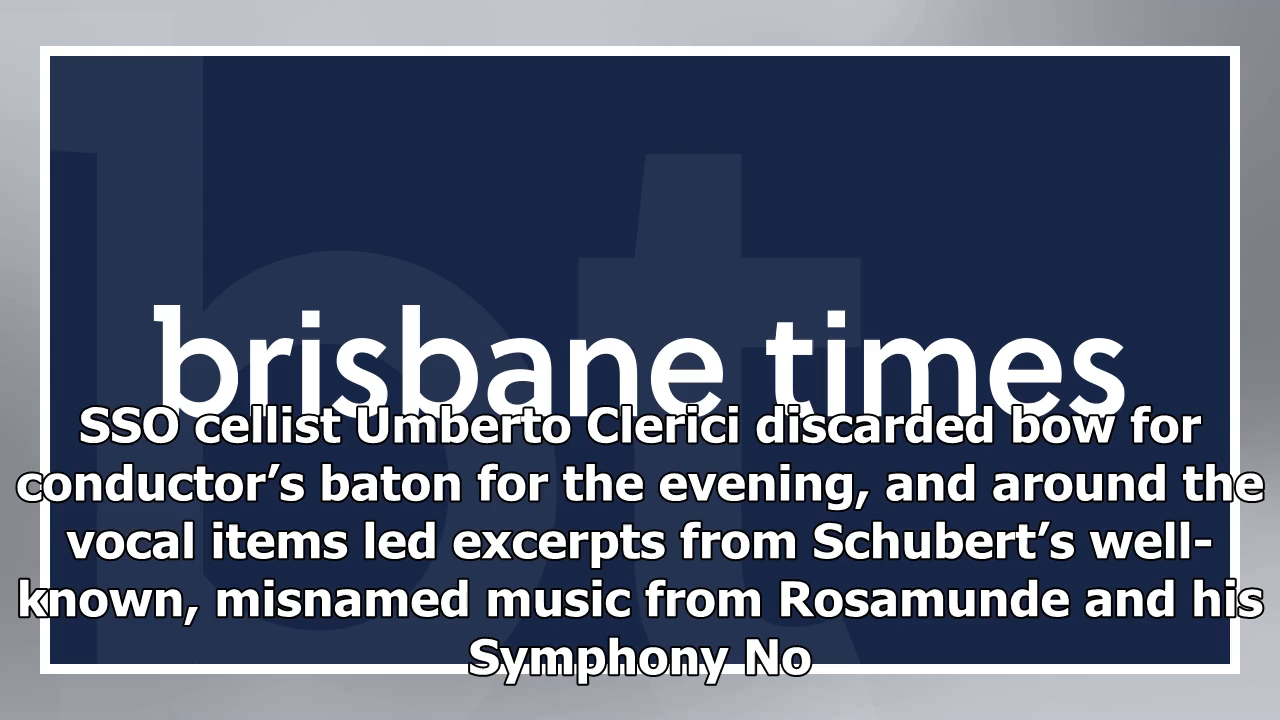 brisbane times
SSO cellist Umberto Clerici discarded bow for
conductor’s baton for the evening, and around the
vocal items led excerpts from Schubert’s well-
known, misnamed music from Rosamunde and his
Symphony No